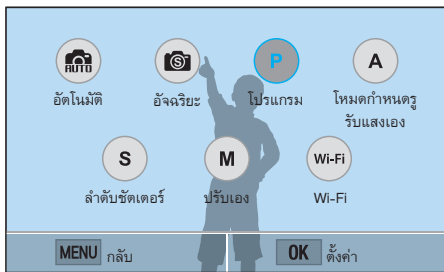 AUTO S P A
อัตโนมัติ อัจฉริยะ โปรแกรม โหมดกำหนดรู
รับแสงเอง
S M Wi-Fi
ลำดับชัตเตอร์ ปรับเอง Wi-Fi
MENU กลับ OK ตั้งค่า